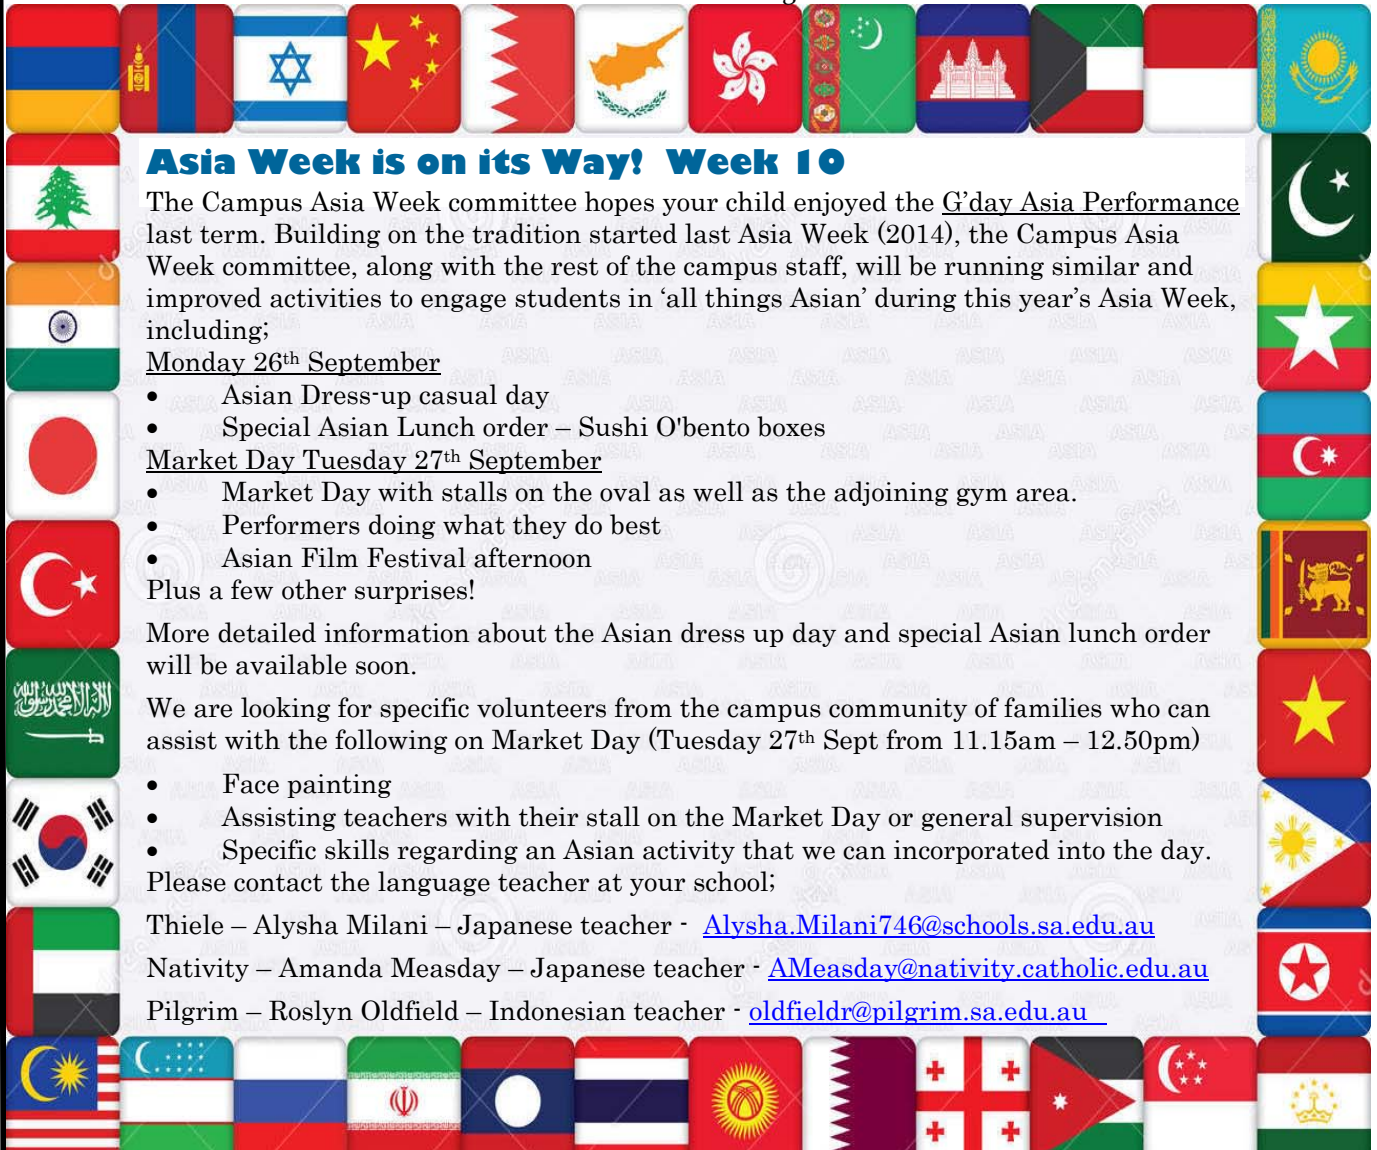 Asia Week is on its Way!  Week 10
The Campus Asia Week committee hopes your child enjoyed the G'day Asia Performance
last term. Building on the tradition started last Asia Week (2014), the Campus Asia
Week committee, along with the rest of the campus staff, will be running similar and
improved activities to engage students in 'all things Asian' during this year's Asia Week,
including;
Monday 26th September
• Asian Dress-up casual day
• Special Asian Lunch order – Sushi O'bento boxes
Market Day Tuesday 27th September
• Market Day with stalls on the oval as well as the adjoining gym area.
• Performers doing what they do best
• Asian Film Festival afternoon
Plus a few other surprises!
More detailed information about the Asian dress up day and special Asian lunch order
will be available soon.
We are looking for specific volunteers from the campus community of families who can
assist with the following on Market Day (Tuesday 27th Sept from 11.15am – 12.50pm)
• Face painting
• Assisting teachers with their stall on the Market Day or general supervision
• Specific skills regarding an Asian activity that we can incorporated into the day.
Please contact the language teacher at your school;
Thiele – Alysha Milani – Japanese teacher - Alysha.Milani746@schools.sa.edu.au
Nativity – Amanda Measday – Japanese teacher - AMeasday@nativity.catholic.edu.au
Pilgrim – Roslyn Oldfield – Indonesian teacher - oldfieldr@pilgrim.sa.edu.au